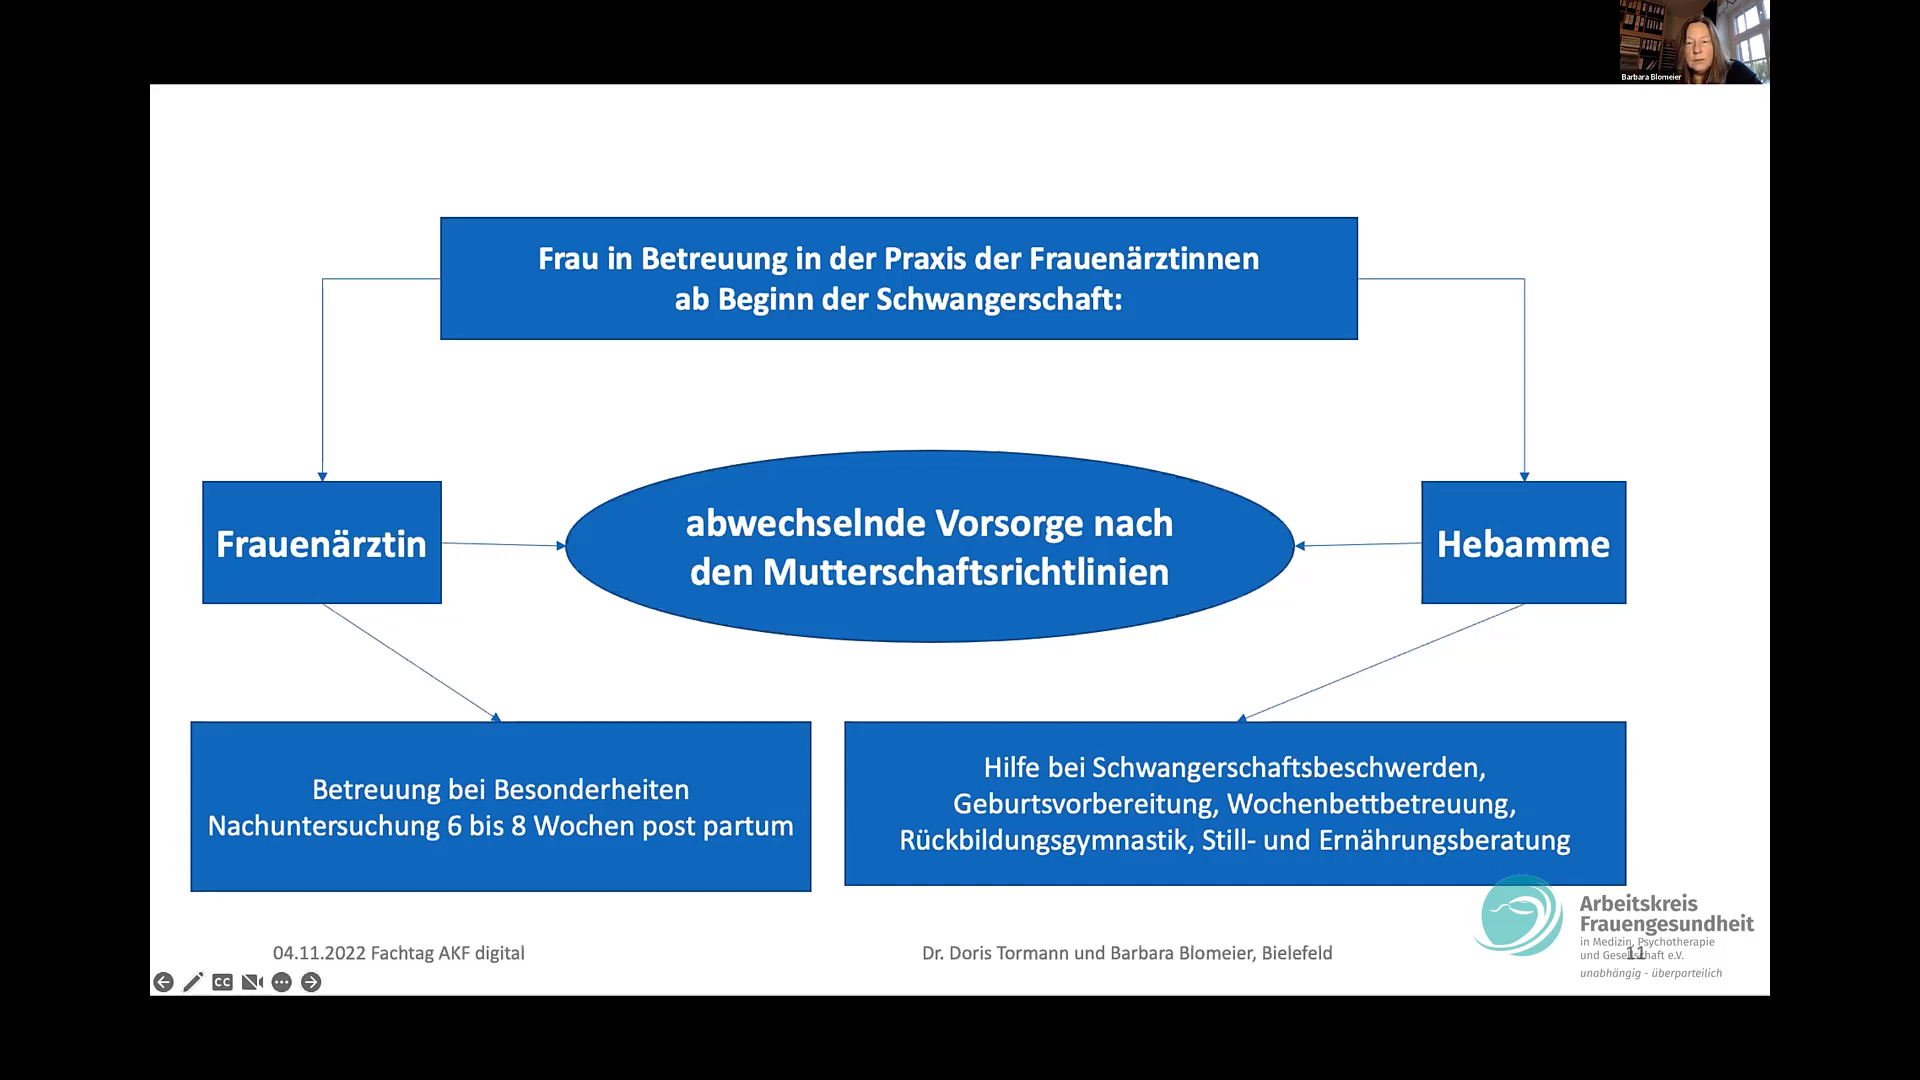 Barbara Blomeier
Frau in Betreuung in der Praxis der Frauenärztinnen
ab Beginn der Schwangerschaft:
Frauenärztin
abwechselnde Vorsorge nach
den Mutterschaftsrichtlinien
Hebamme
Betreuung bei Besonderheiten
Nachuntersuchung 6 bis 8 Wochen post partum
Hilfe bei Schwangerschaftsbeschwerden,
Geburtsvorbereitung, Wochenbettbetreuung,
Rückbildungsgymnastik, Still- und Ernährungsberatung
04.11.2022 Fachtag AKF digital
Dr. Doris Tormann und Barbara Blomeier, Bielefeld
11
Arbeitskreis
Frauengesundheit
in Medizin, Psychotherapie
und Gesellschaft e.V.
unabhängig - überparteilich
CC